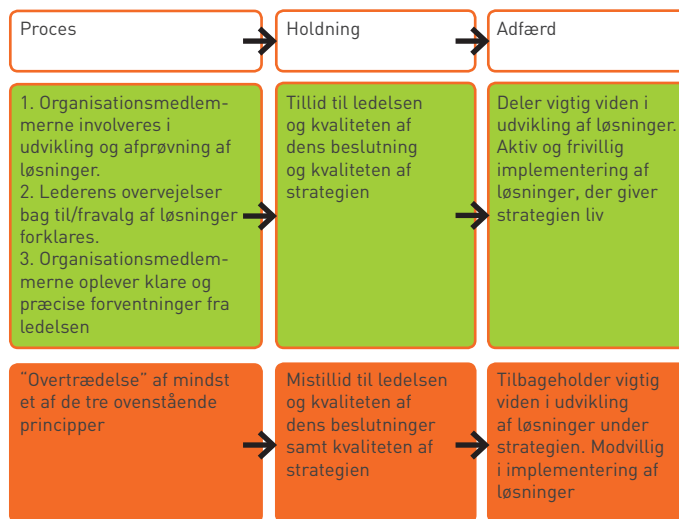 Proces
Holdning
Adfærd
1. Organisationsmedlem-
merne involveres i
udvikling og afprøvning af
løsninger.
2. Lederens overvejelser
bag til/fravalg af løsninger
forklares.
3. Organisationsmedlem-
merne oplever klare og
præcise forventninger fra
ledelsen
Tillid til ledelsen
og kvaliteten af
dens beslutning
og kvaliteten af
strategien
Deler vigtig viden i
udvikling af løsninger.
Aktiv og frivillig
implementering af
løsninger, der giver
strategien liv
”Overtrædelse” af mindst
et af de tre ovenstående
principper
Mistillid til ledelsen
og kvaliteten af
dens beslutninger
samt kvaliteten af
strategien
Tilbageholder vigtig
viden i udvikling
af løsninger under
strategien. Modvillig
i implementering af
løsninger